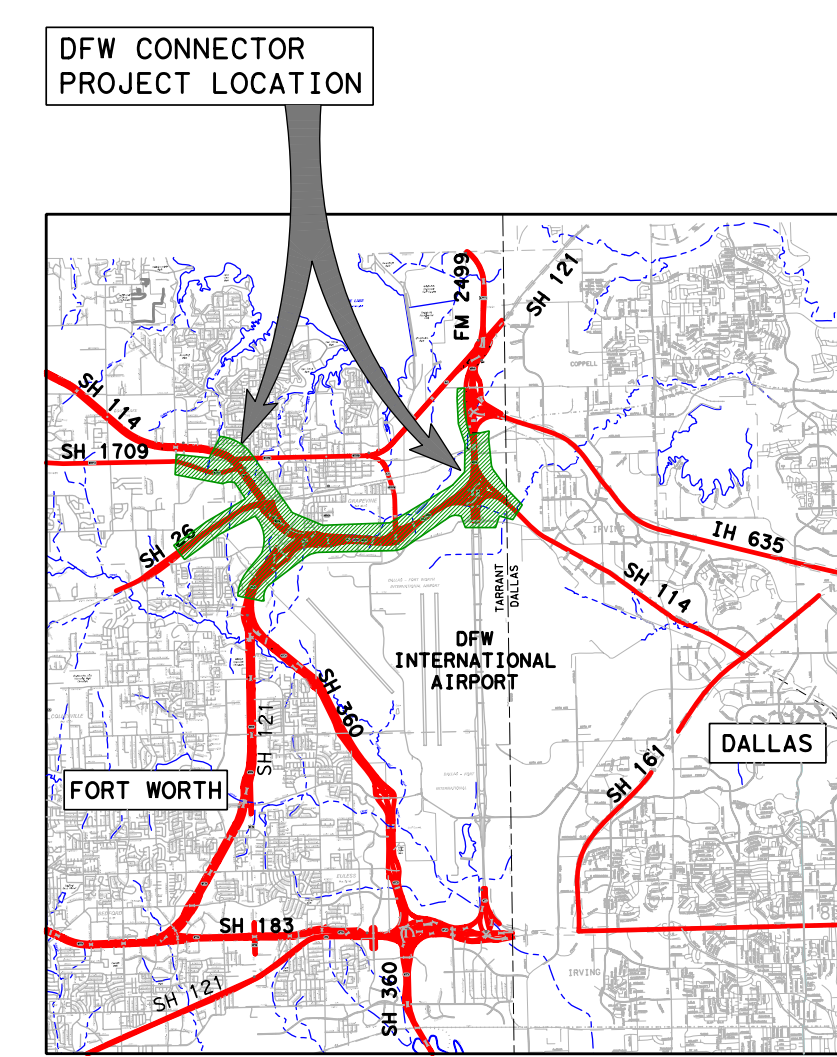 DFW CONNECTOR
PROJECT LOCATION
FM 2499
SH 121
COPPELL
SH 114
SH 1709
GRAPEVINE
SH 26
IRVING
IH 635
SH 114
TARRANT
DALLAS
DFW
INTERNATIONAL
AIRPORT
SH 360
SH 121
DALLAS
SH 161
FORT WORTH
EULESS
BEDFORD
SH 183
IRVING
SH 121
SH 360